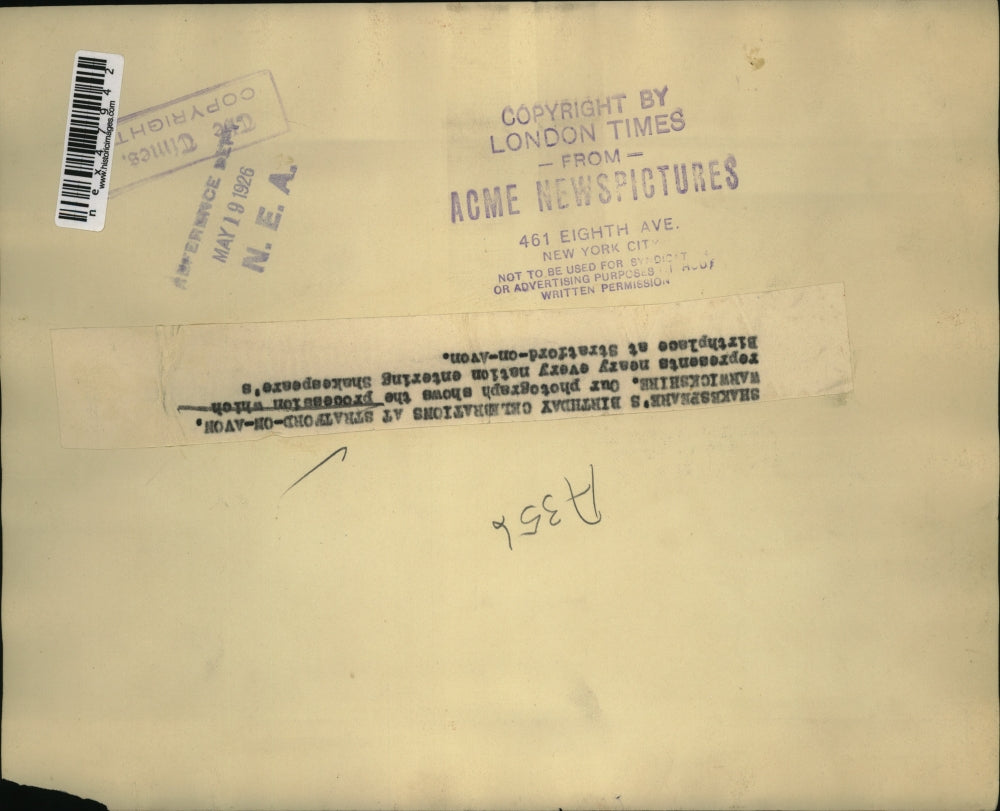 COPYRIGHT BY
LONDON TIMES
— FROM —
ACME NEWSPICTURES
461 EIGHTH AVE.
NEW YORK CITY
NOT TO BE USED FOR
OR ADVERTISING PURPOSES
WRITTEN PERMISSION
The Times,
COPYRIGHT
REFERENCE DEPT.
MAY 19 1926
N. E. A.
www.historicimages.com
SHAKESPEARE'S BIRTHDAY CELEBRATIONS AT STRATFORD-ON-AVON,
WARWICKSHIRE. Our photograph shows the procession which
represents neary every nation entering Shakespeare's
Birthplace at Stratford-on-Avon.